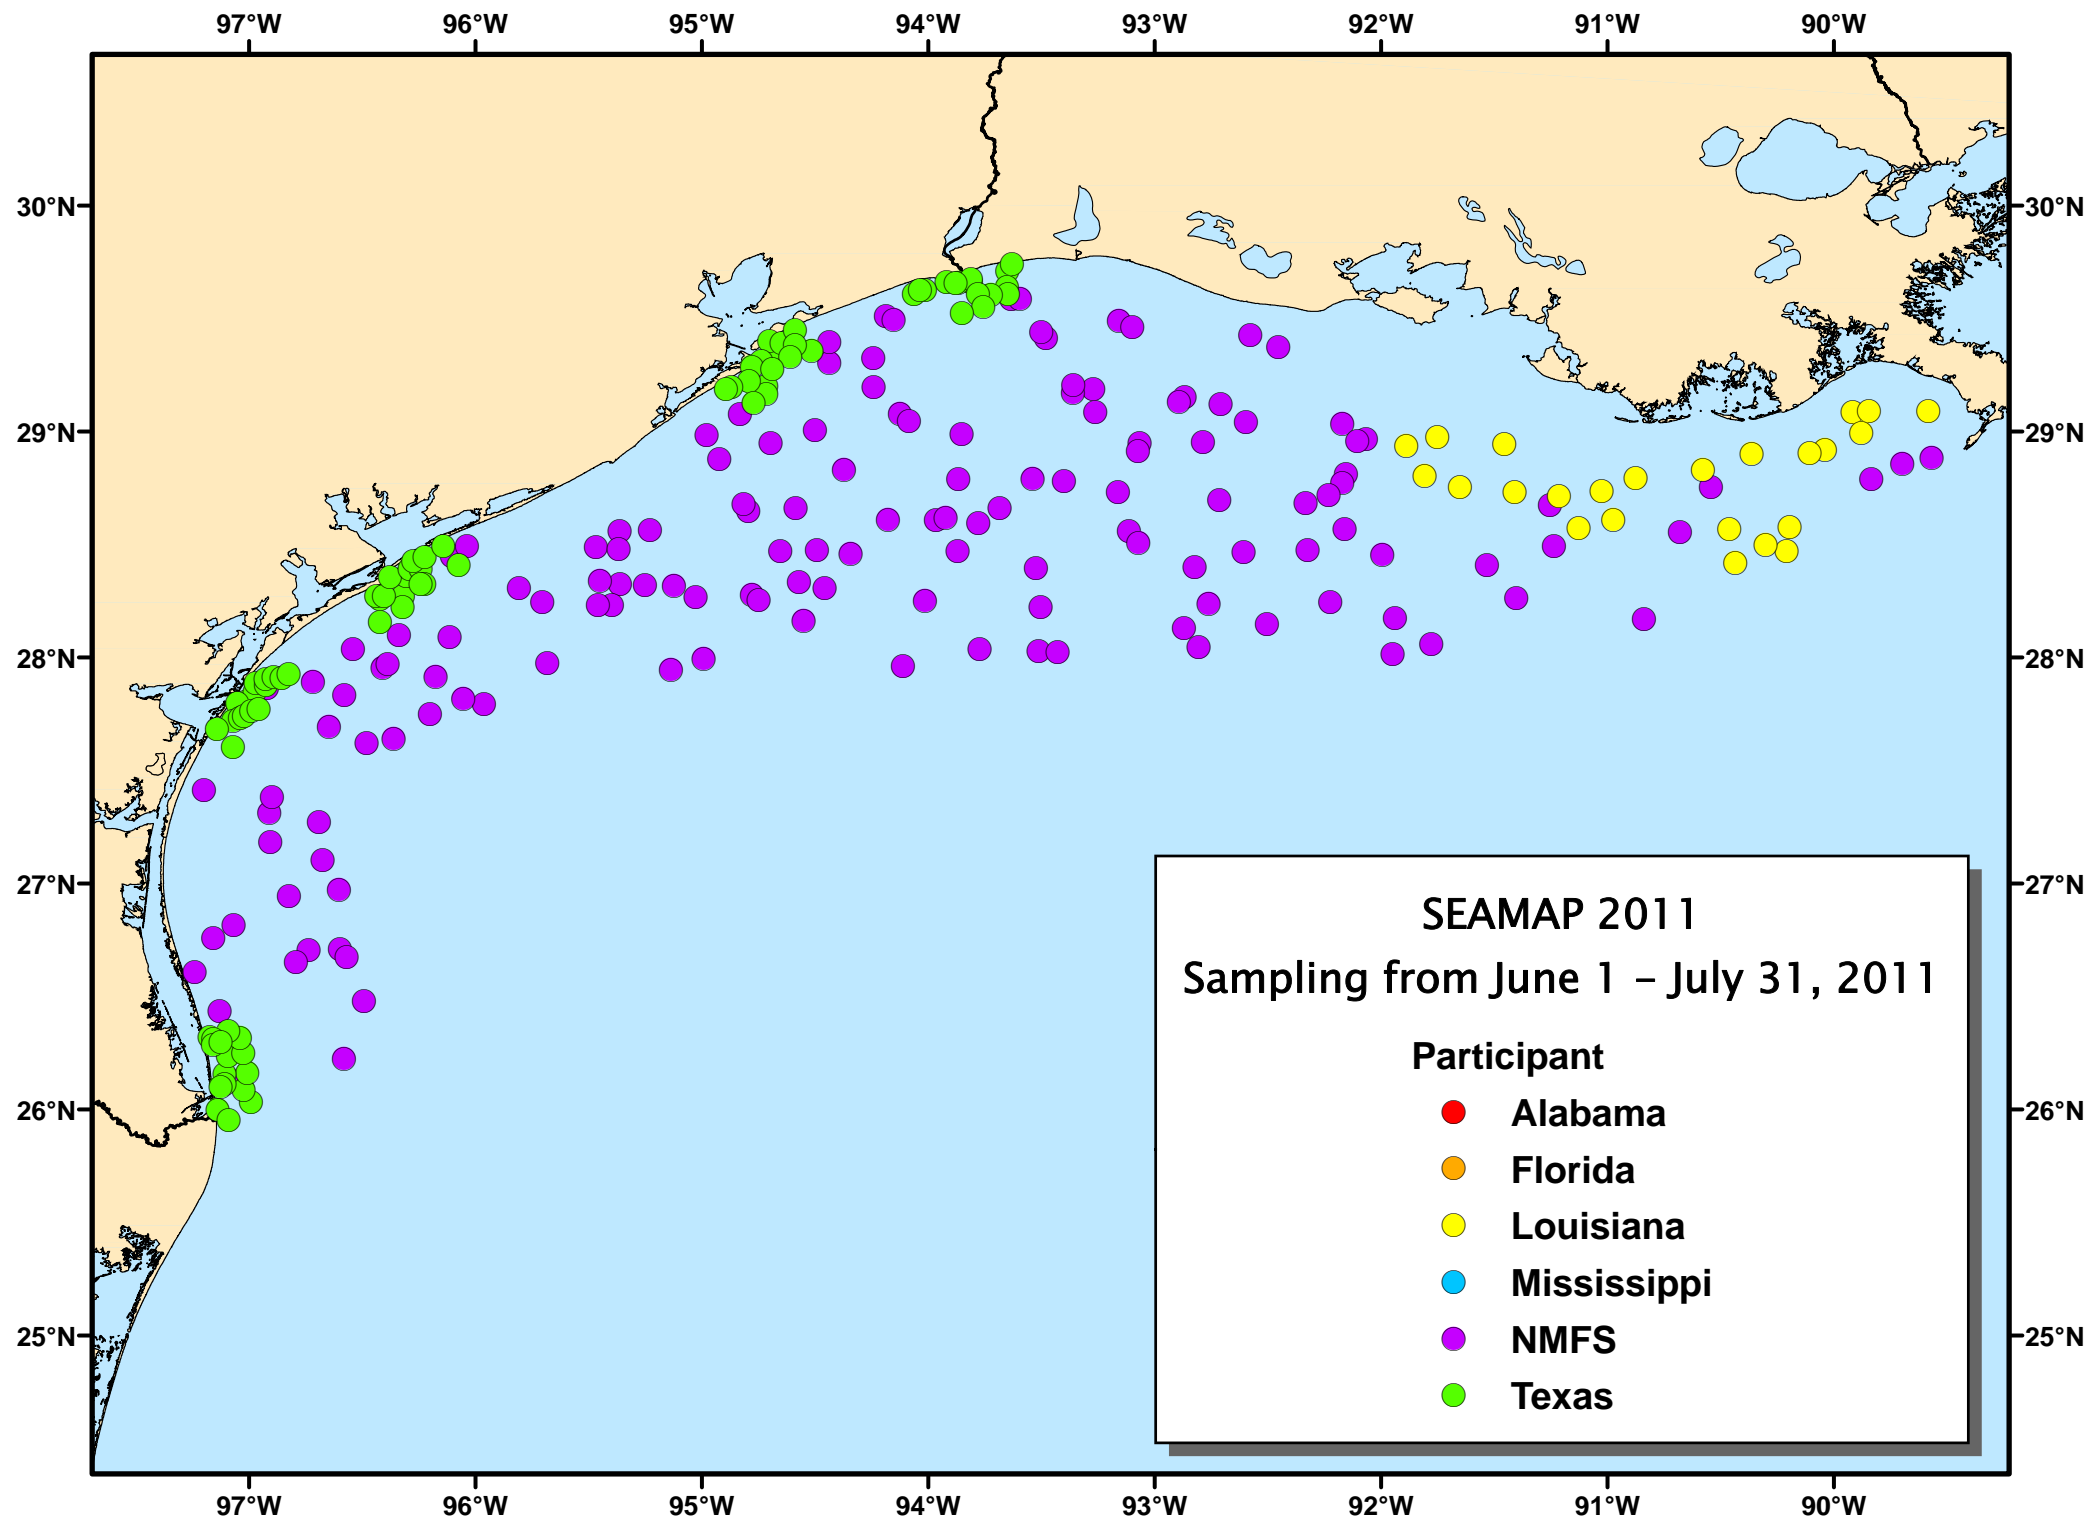 97°W 96°W 95°W 94°W 93°W 92°W 91°W 90°W
30°N 30°N
29°N 29°N
28°N 28°N
27°N 27°N
SEAMAP 2011
Sampling from June 1 – July 31, 2011
Participant
26°N 26°N
Alabama
Florida
Louisiana
Mississippi
25°N 25°N
NMFS
Texas
97°W 96°W 95°W 94°W 93°W 92°W 91°W 90°W